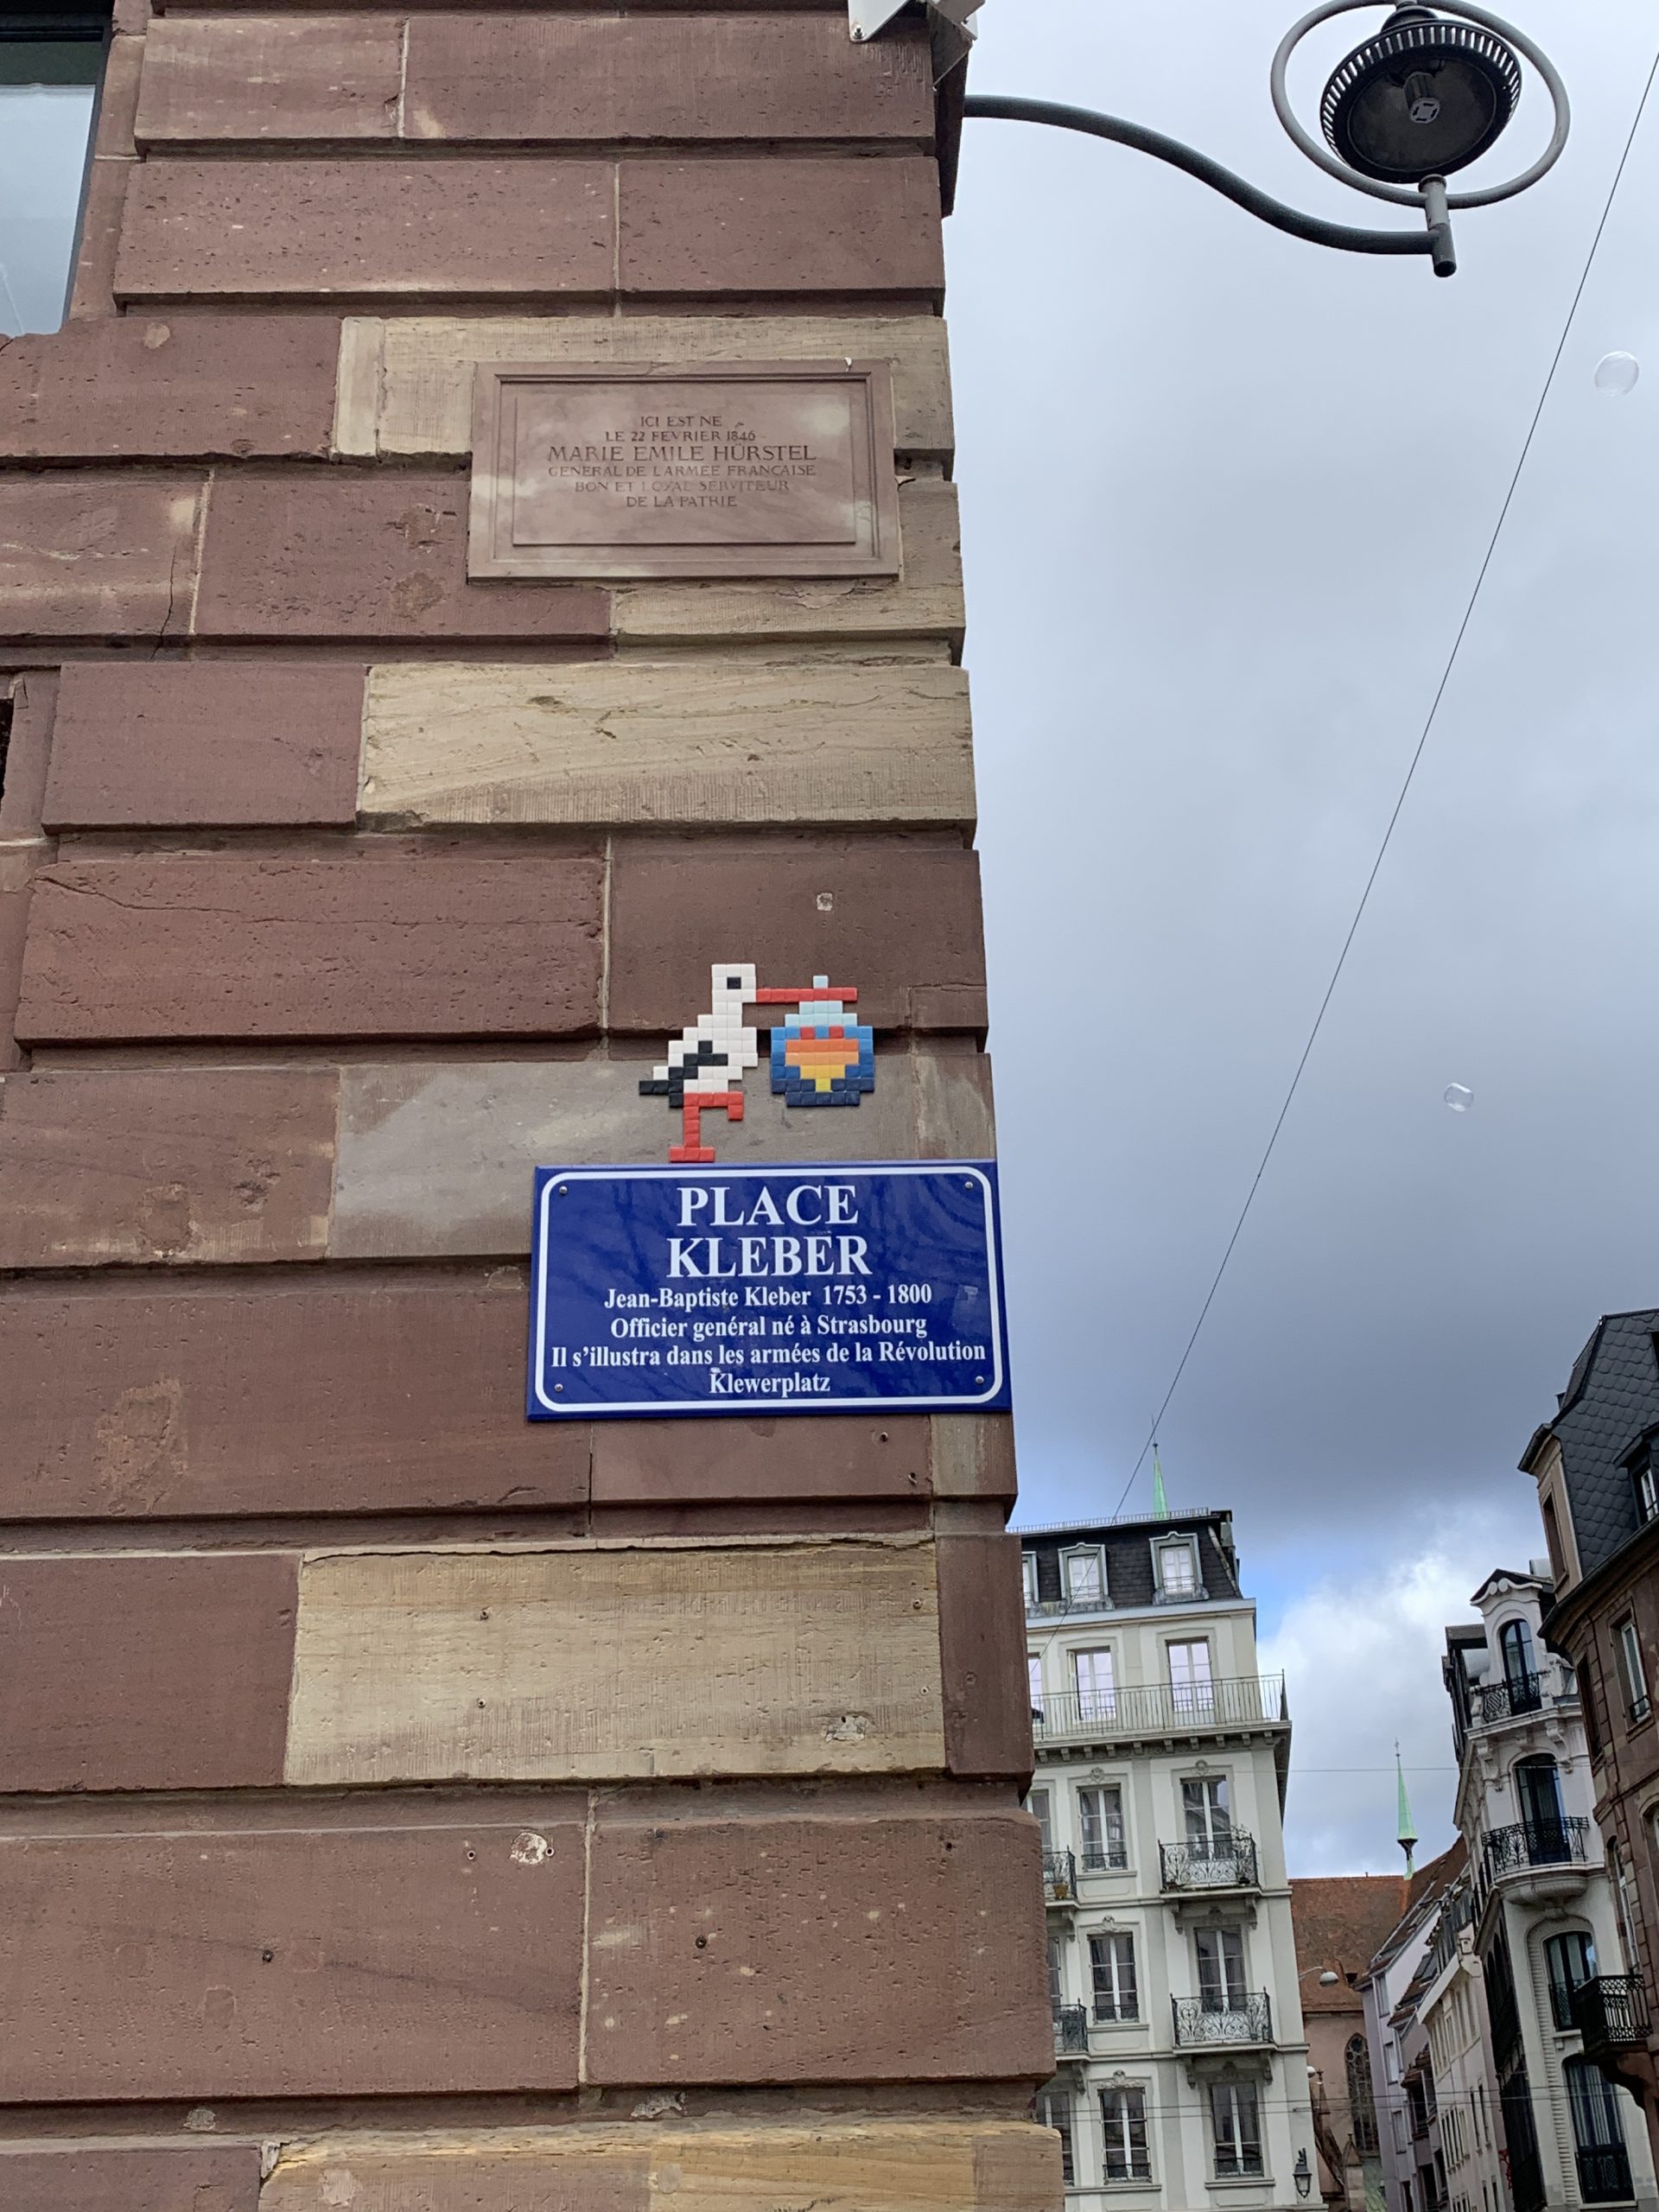 ICI EST NE
LE 22 FEVRIER 1846
MARIE EMILE HÜRSTEL
GENERAL DE L'ARMEE FRANCAISE
BON ET LOYAL SERVITEUR
DE LA PATRIE
PLACE
KLEBER
Jean-Baptiste Kleber 1753 - 1800
Officier général né à Strasbourg
Il s'illustra dans les armées de la Révolution
Klewerplatz